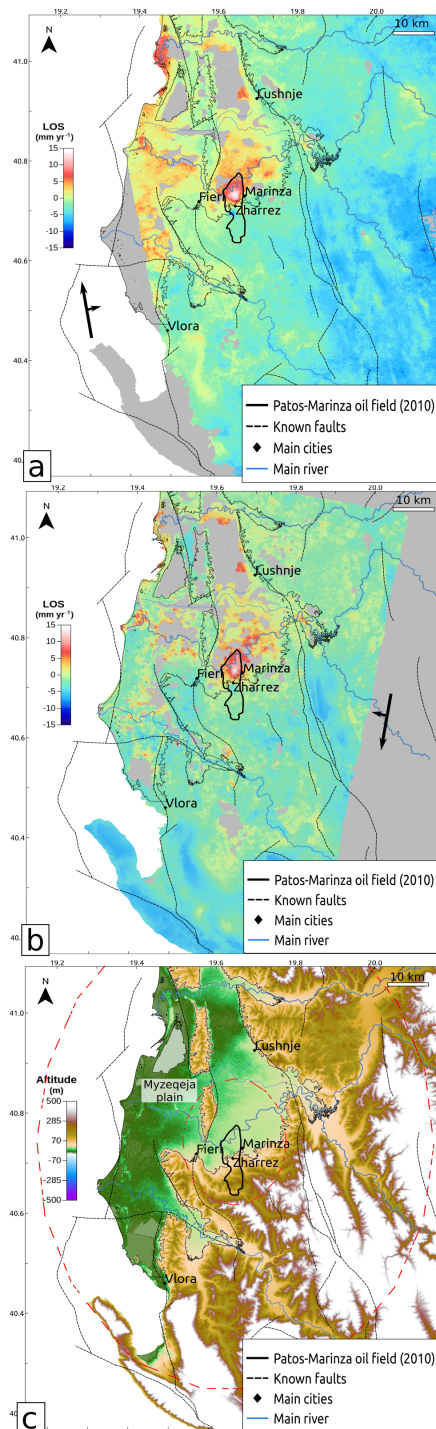 19.2 19.4 19.6 19.8 20.0
10 km
41.0
Lushnje
LOS
(mm yr⁻¹)
15
10
5
0
-5
-10
-15
40.8
Fieri
Marinza
Zharrez
40.6
Vlora
40.4
Patos-Marinza oil field (2010)
Known faults
Main cities
Main river
a
19.2 19.4 19.6 19.8 20.0
10 km
41.0
Lushnje
LOS
(mm yr⁻¹)
15
10
5
0
-5
-10
-15
40.8
Fieri
Marinza
Zharrez
40.6
Vlora
40.4
Patos-Marinza oil field (2010)
Known faults
Main cities
Main river
b
19.2 19.4 19.6 19.8 20.0
10 km
41.0
Lushnje
Altitude
(m)
500
285
70
-70
-285
-500
Myzeqeja
plain
40.8
Fieri
Marinza
Zharrez
40.6
Vlora
40.4
Patos-Marinza oil field (2010)
Known faults
Main cities
Main river
c